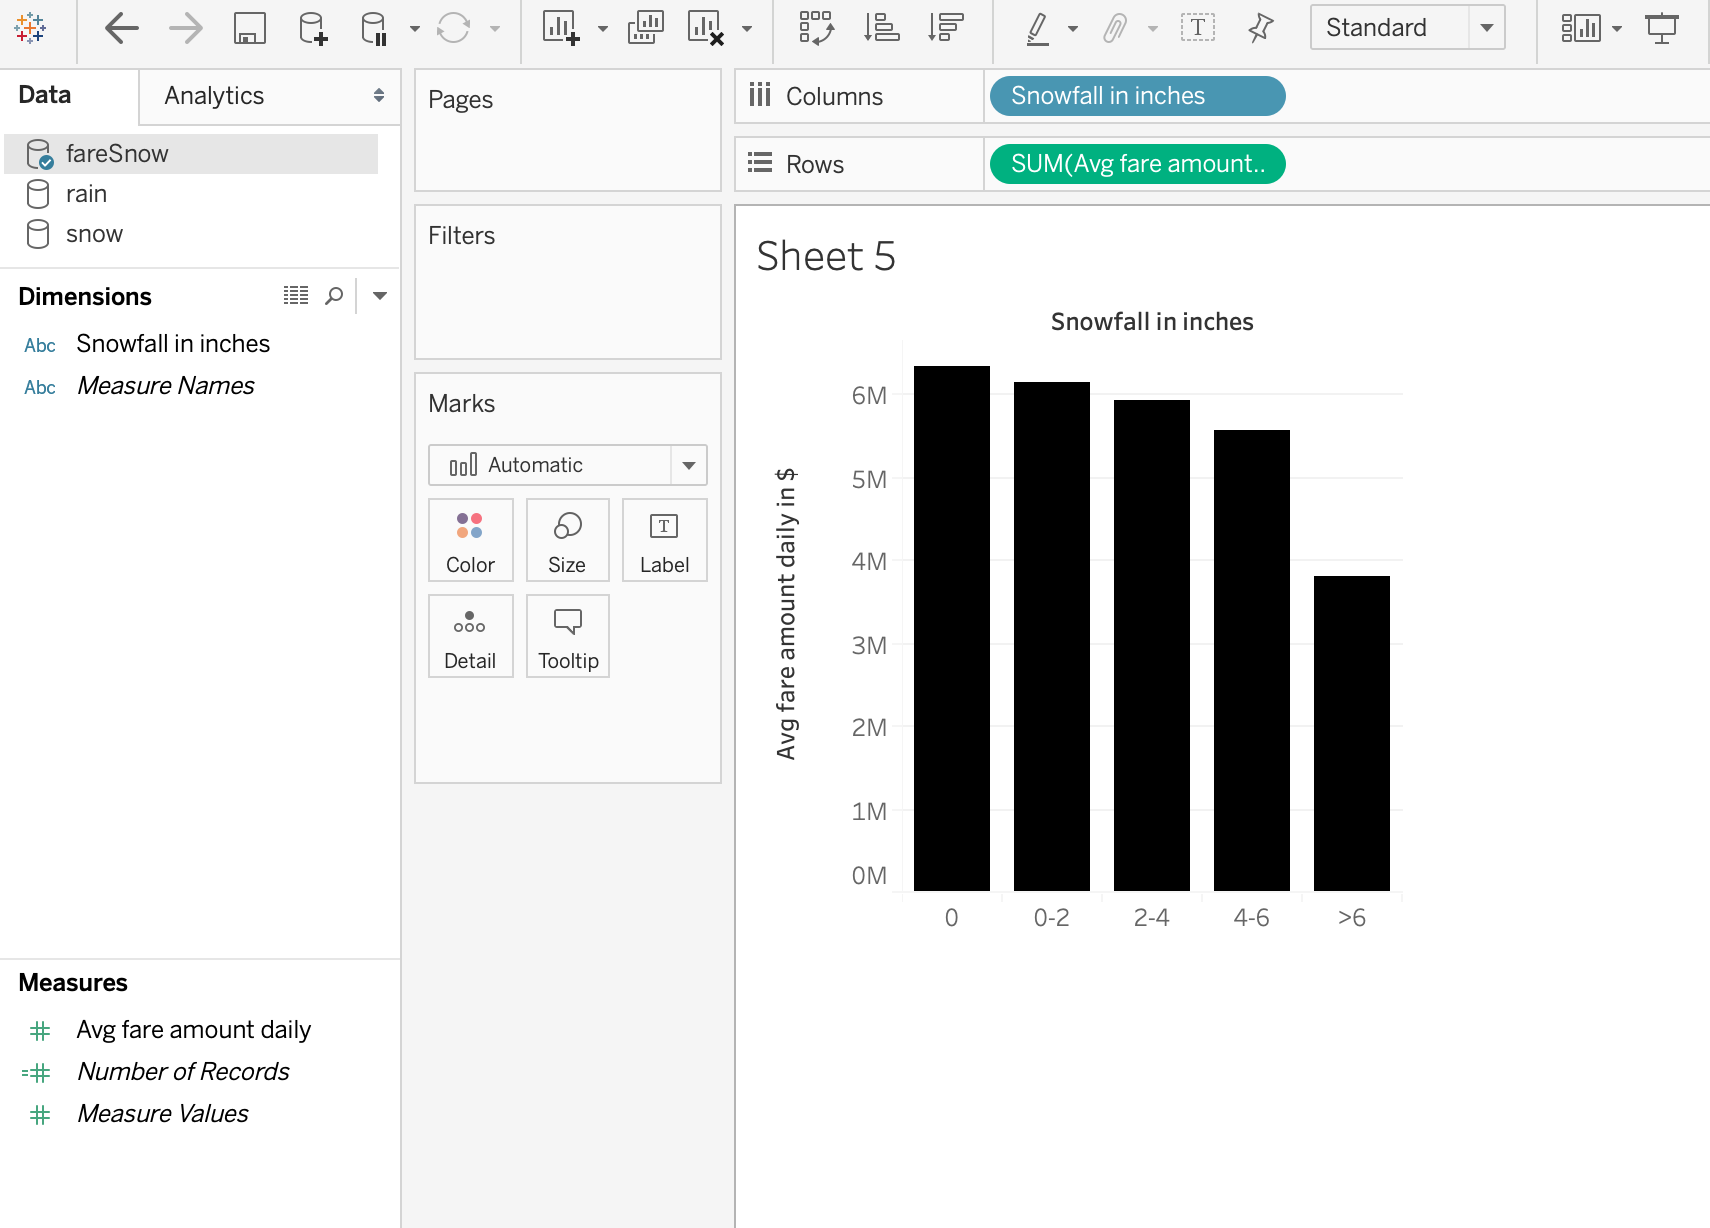 Standard
Data
Analytics
fareSnow
rain
snow
Dimensions
Abc Snowfall in inches
Abc Measure Names
Measures
Avg fare amount daily
Number of Records
Measure Values
Pages
Filters
Marks
Automatic
Color
Size
T
Label
Detail
Tooltip
Columns
Snowfall in inches
Rows
SUM(Avg fare amount..
Sheet 5
Snowfall in inches
Avg fare amount daily in $
6M
5M
4M
3M
2M
1M
0M
0
0-2
2-4
4-6
>6